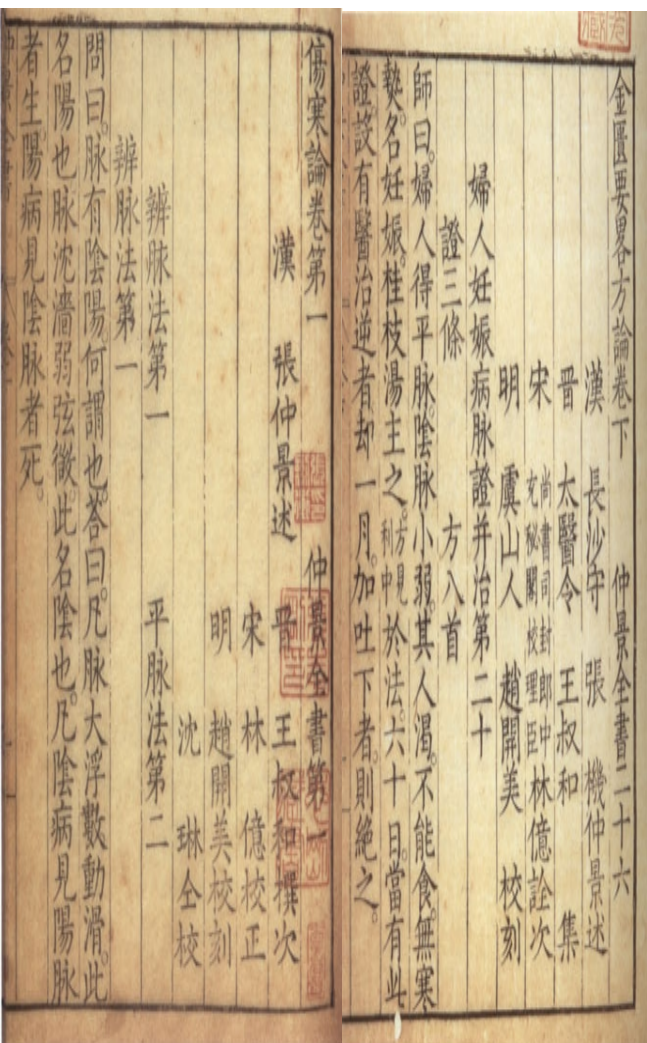 金匱要畧方論卷下 仲景全書二十六
漢 長沙守 張 機仲景述
晉 太醫令 王叔和 集
宋 尚書司封郎中充秘閣校理臣林億詮次
明 虞山人 趙開美 校刻
婦人妊娠病脉證并治第二十
證三條 方八首
師曰。婦人得平脉。陰脉小弱。其人渴。不能食。無寒
熱。名妊娠。桂枝湯主之。方見利中於法。六十日。當有此
證。設有醫治逆者。却一月。加吐下者。則絶之。
傷寒論卷第一 仲景全書第一
漢 張仲景述 晉 王叔和撰次
宋 林 億校正
明 趙開美校刻
沈 琳仝校
辨脉法第一 平脉法第二
辨脉法第一
問曰。脉有陰陽。何謂也。荅曰。凡脉大浮數動滑。此
名陽也。脉沈濇弱弦微。此名陰也。凡陰病見陽脉
者生。陽病見陰脉者死。